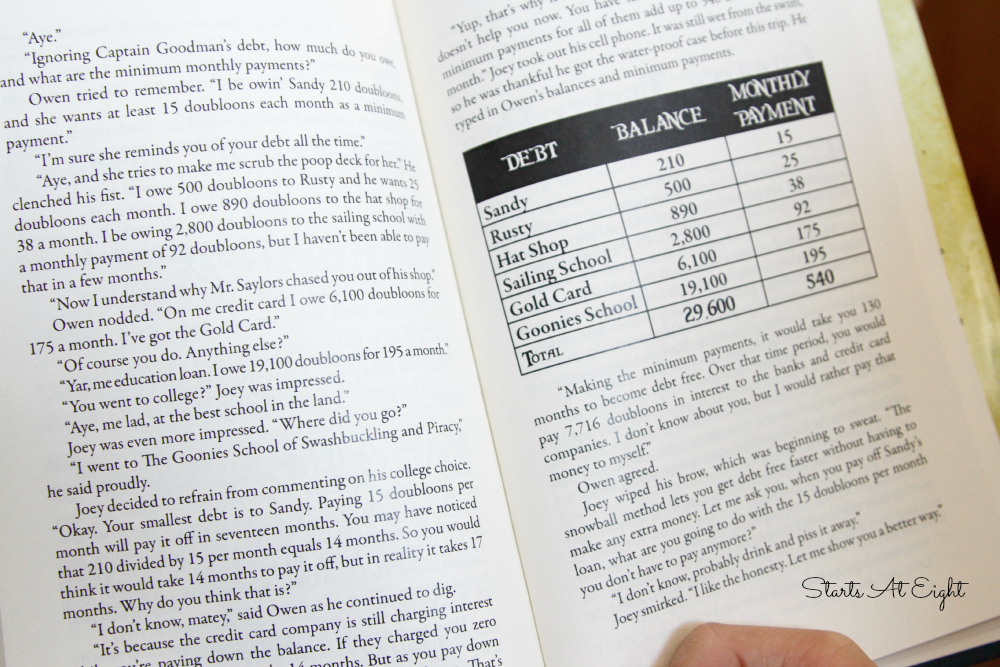 "Aye."
"Ignoring Captain Goodman's debt, how much do you owe,
and what are the minimum monthly payments?"
Owen tried to remember. "I be owin' Sandy 210 doubloons,
and she wants at least 15 doubloons each month as a minimum
payment."
"I'm sure she reminds you of your debt all the time."
"Aye, and she tries to make me scrub the poop deck for her." He
clenched his fist. "I owe 500 doubloons to Rusty and he wants 25
doubloons each month. I owe 890 doubloons to the hat shop for
38 a month. I be owing 2,800 doubloons to the sailing school with
a monthly payment of 92 doubloons, but I haven't been able to pay
that in a few months."
"Now I understand why Mr. Saylors chased you out of his shop."
Owen nodded. "On me credit card I owe 6,100 doubloons for
175 a month. I've got the Gold Card."
"Of course you do. Anything else?"
"Yar, me education loan. I owe 19,100 doubloons for 195 a month."
"You went to college?" Joey was impressed.
"Aye, me lad, at the best school in the land."
Joey was even more impressed. "Where did you go?"
"I went to The Goonies School of Swashbuckling and Piracy,"
he said proudly.
Joey decided to refrain from commenting on his college choice.
"Okay. Your smallest debt is to Sandy. Paying 15 doubloons per
month will pay it off in seventeen months. You may have noticed
that 210 divided by 15 per month equals 14 months. So you would
think it would take 14 months to pay it off, but in reality it takes 17
months. Why do you think that is?"
"I don't know, matey," said Owen as he continued to dig.
"It's because the credit card company is still charging interest
you're paying down the balance. If they charged you zero
14 months. But as you pay down
That's
"Yup, that's why
doesn't help you now. You have
minimum payments for all of them add up to 540
month." Joey took out his cell phone. It was still wet from the swim,
so he was thankful he got the water-proof case before this trip. He
typed in Owen's balances and minimum payments.
DEBT BALANCE MONTHLY PAYMENT
Sandy 210 15
Rusty 500 25
Hat Shop 890 38
Sailing School 2,800 92
Gold Card 6,100 175
Goonies School 19,100 195
TOTAL 29,600 540
"Making the minimum payments, it would take you 130
months to become debt free. Over that time period, you would
pay 7,716 doubloons in interest to the banks and credit card
companies. I don't know about you, but I would rather pay that
money to myself."
Owen agreed.
Joey wiped his brow, which was beginning to sweat. "The
snowball method lets you get debt free faster without having to
make any extra money. Let me ask you, when you pay off Sandy's
loan, what are you going to do with the 15 doubloons per month
you don't have to pay anymore?"
"I don't know, probably drink and piss it away."
Joey smirked. "I like the honesty. Let me show you a better way."
Starts At Eight